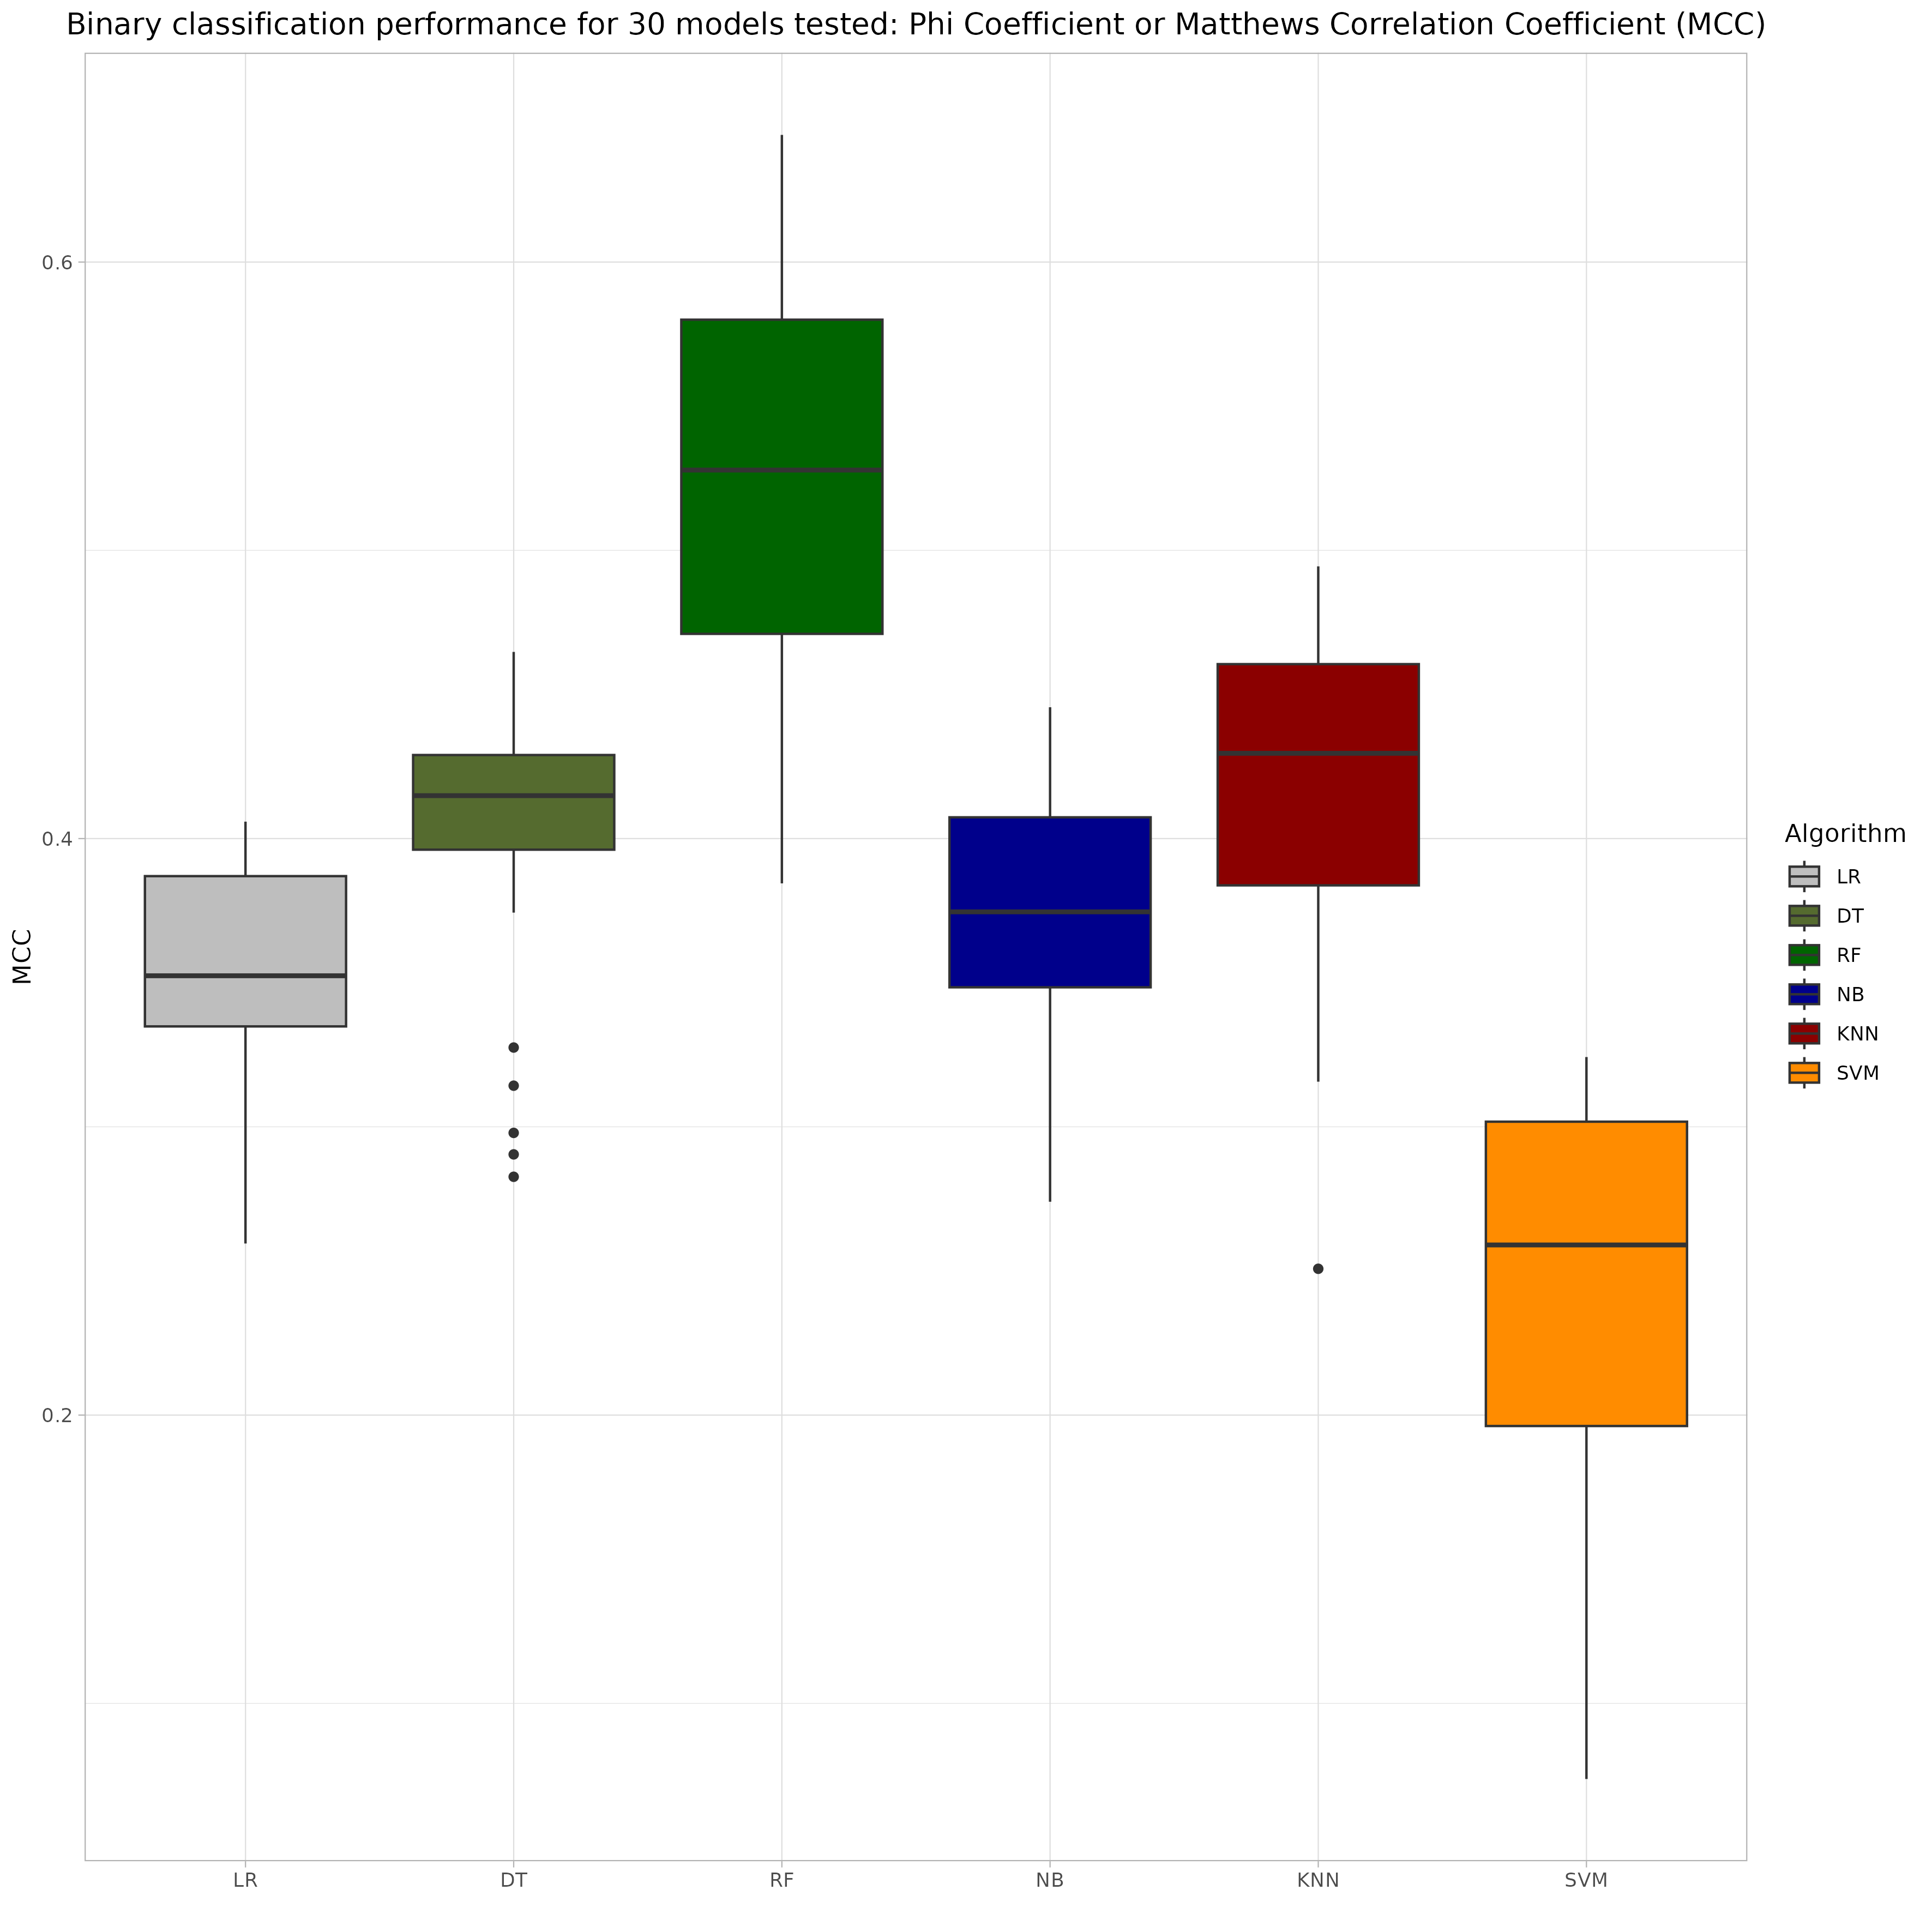 Binary classification performance for 30 models tested: Phi Coefficient or Matthews Correlation Coefficient (MCC)
0.6
0.4
0.2
MCC
LR DT RF NB KNN SVM
Algorithm
LR
DT
RF
NB
KNN
SVM